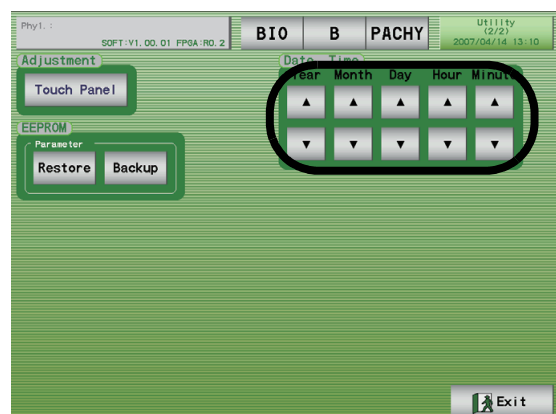 Phy1. :
SOFT:V1.00.01 FPGA:R0.2
BIO
B
PACHY
Utility
(2/2)
2007/04/14 13:10
Adjustment
Touch Panel
Date, Time
Year Month Day Hour Minute
▲ ▲ ▲ ▲ ▲
▼ ▼ ▼ ▼ ▼
EEPROM
Parameter
Restore
Backup
Exit